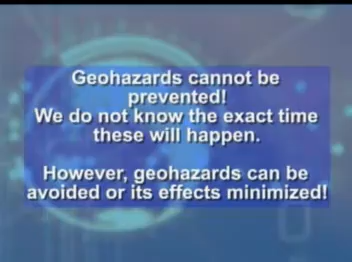 Geohazards cannot be
prevented!
We do not know the exact time
these will happen.
However, geohazards can be
avoided or its effects minimized!